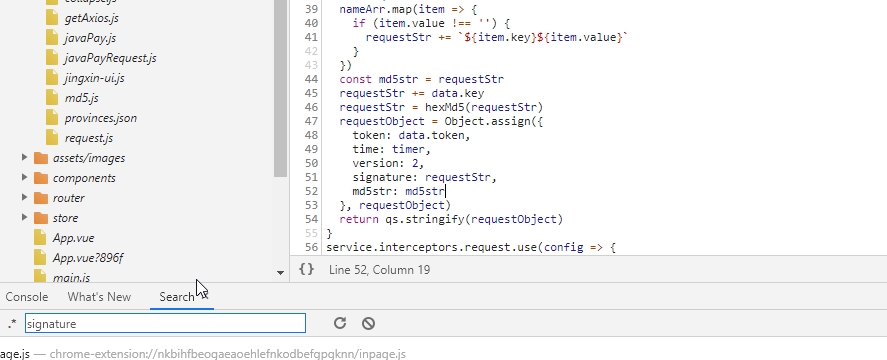 collapse.js
getAxios.js
javaPay.js
javaPayRequest.js
jingxin-ui.js
md5.js
provinces.json
request.js
assets/images
components
router
store
App.vue
App.vue?896f
main.js
39 nameArr.map(item => {
40 if (item.value !== '') {
41 requestStr += `${item.key}${item.value}`
42 }
43 })
44 const md5str = requestStr
45 requestStr += data.key
46 requestStr = hexMd5(requestStr)
47 requestObject = Object.assign({
48 token: data.token,
49 time: timer,
50 version: 2,
51 signature: requestStr,
52 md5str: md5str
53 }, requestObject)
54 return qs.stringify(requestObject)
55 }
56 service.interceptors.request.use(config => {
{} Line 52, Column 19
Console What's New Search
.* signature
age.js — chrome-extension://nkbihfbeogaeaoehlefnkodbefgpgknn/inpage.js